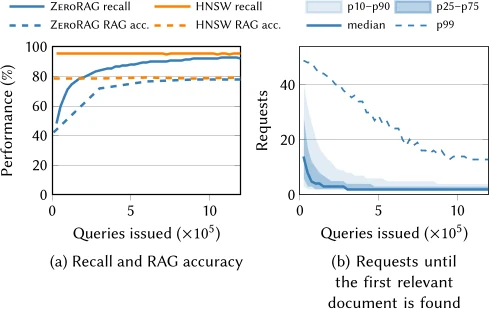 ZeroRAG recall HNSW recall
ZeroRAG RAG acc. HNSW RAG acc.
p10–p90 p25–p75
median p99
Performance (%)
100
80
60
40
20
0
0 5 10
Queries issued (×10⁵)
(a) Recall and RAG accuracy
Requests
40
20
0
0 5 10
Queries issued (×10⁵)
(b) Requests until
the first relevant
document is found